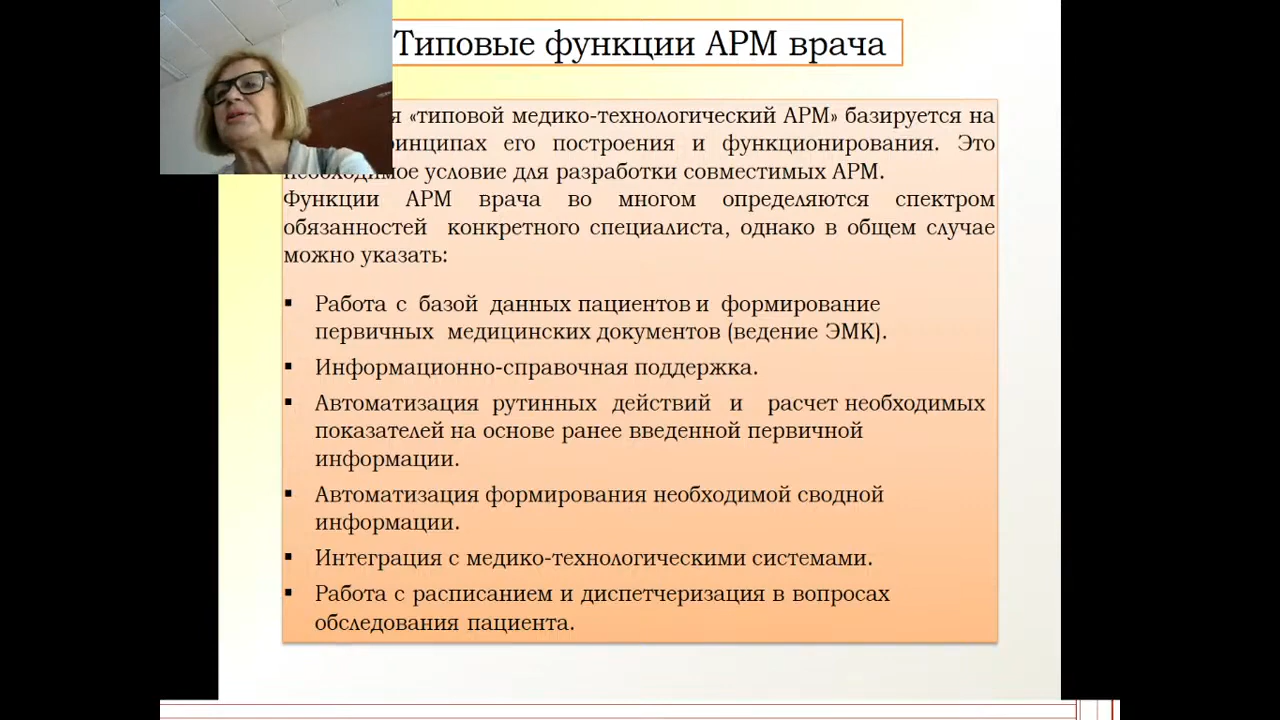 Типовые функции АРМ врача
«типовой медико-технологический АРМ» базируется на
его построения и функционирования. Это
условие для разработки совместимых АРМ.
Функции АРМ врача во многом определяются спектром
обязанностей конкретного специалиста, однако в общем случае
можно указать:
▪ Работа с базой данных пациентов и формирование
первичных медицинских документов (ведение ЭМК).
▪ Информационно-справочная поддержка.
▪ Автоматизация рутинных действий и расчет необходимых
показателей на основе ранее введенной первичной
информации.
▪ Автоматизация формирования необходимой сводной
информации.
▪ Интеграция с медико-технологическими системами.
▪ Работа с расписанием и диспетчеризация в вопросах
обследования пациента.